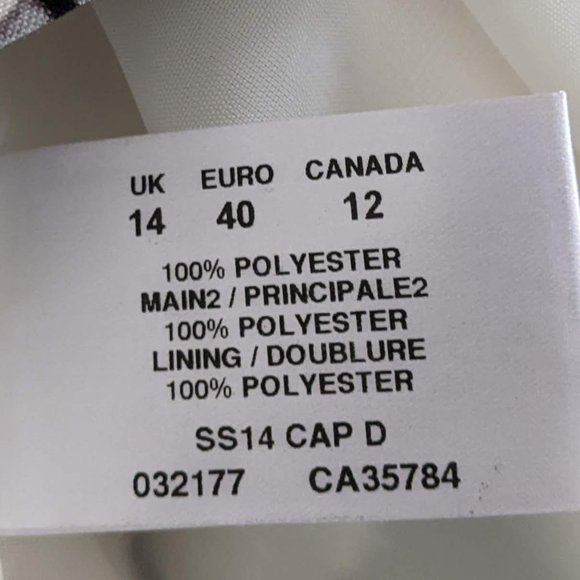 UK EURO CANADA
14 40 12
100% POLYESTER
MAIN2 / PRINCIPALE2
100% POLYESTER
LINING / DOUBLURE
100% POLYESTER
SS14 CAP D
032177 CA35784